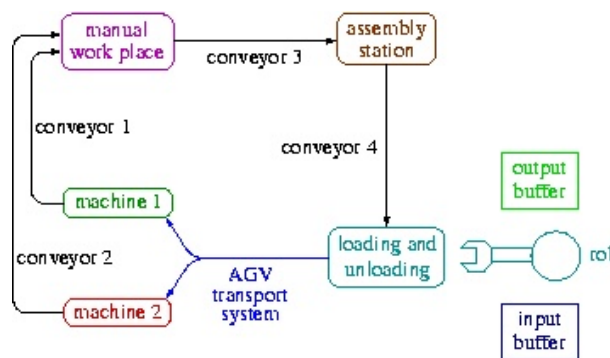 manual
work place
assembly
station
conveyor 3
conveyor 1
conveyor 4
output
buffer
machine 1
loading and
unloading
conveyor 2
AGV
transport
system
machine 2
input
buffer